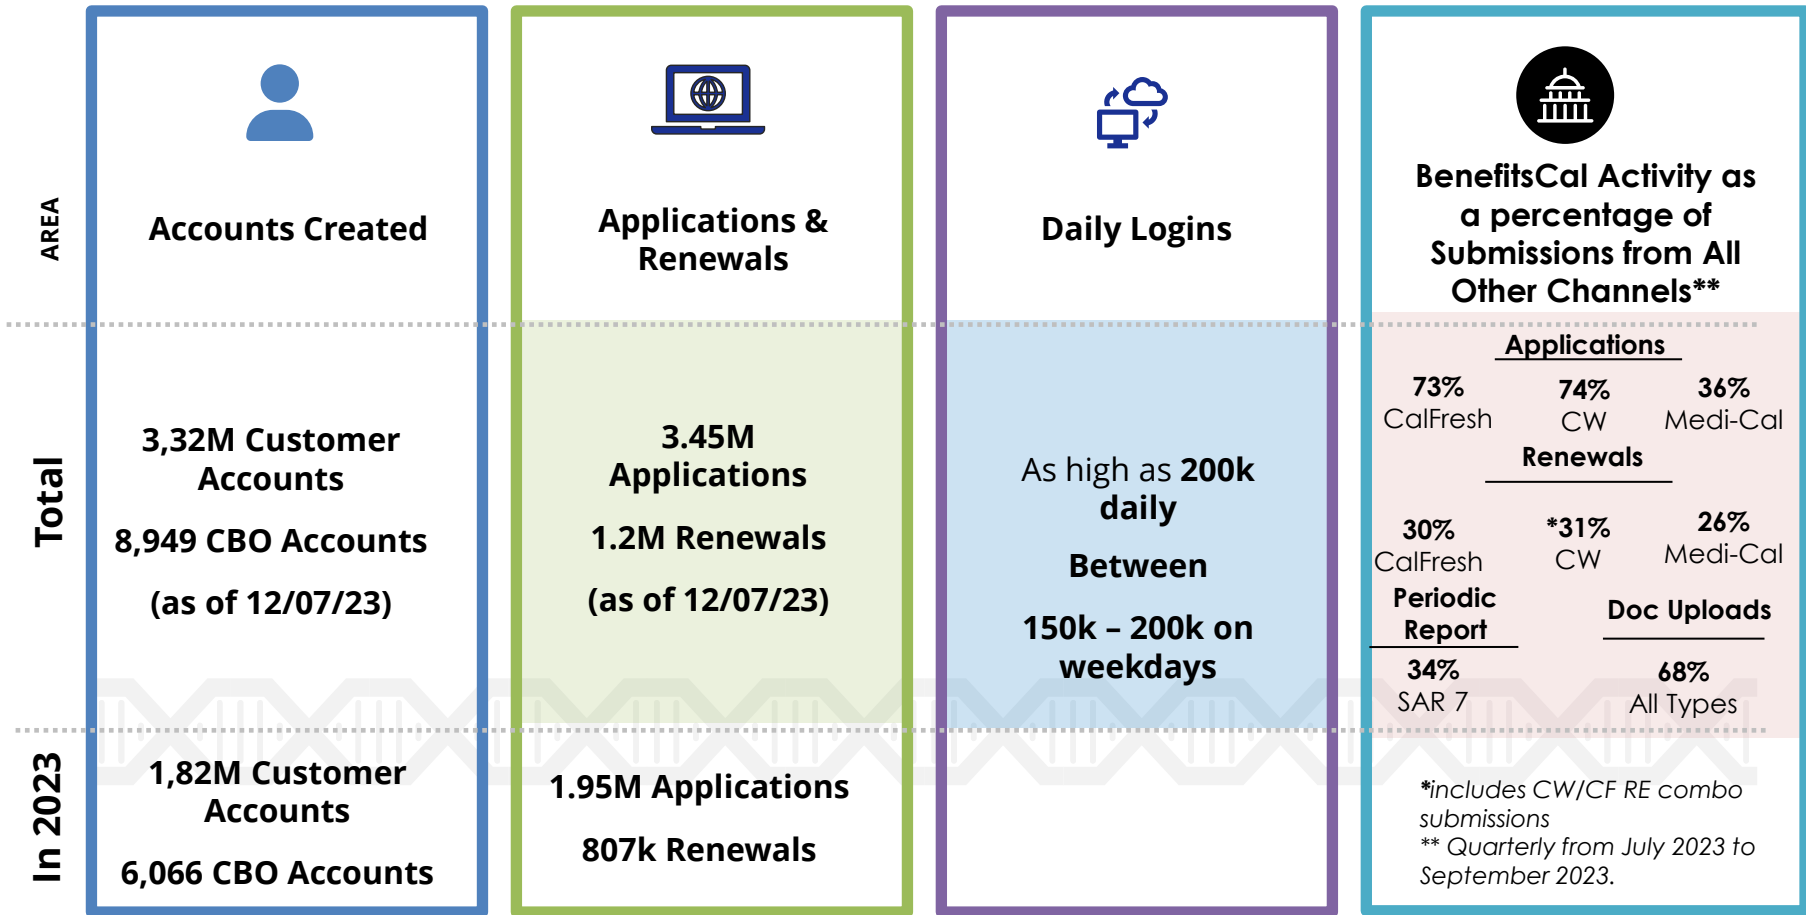 AREA
Accounts Created
Applications &
Renewals
Daily Logins
BenefitsCal Activity as
a percentage of
Submissions from All
Other Channels**
Total
3,32M Customer
Accounts
8,949 CBO Accounts
(as of 12/07/23)
3.45M
Applications
1.2M Renewals
(as of 12/07/23)
As high as 200k
daily
Between
150k – 200k on
weekdays
Applications
73%
CalFresh
74%
CW
36%
Medi-Cal
Renewals
30%
CalFresh
*31%
CW
26%
Medi-Cal
Periodic
Report
34%
SAR 7
Doc Uploads
68%
All Types
In 2023
1,82M Customer
Accounts
6,066 CBO Accounts
1.95M Applications
807k Renewals
*includes CW/CF RE combo
submissions
** Quarterly from July 2023 to
September 2023.